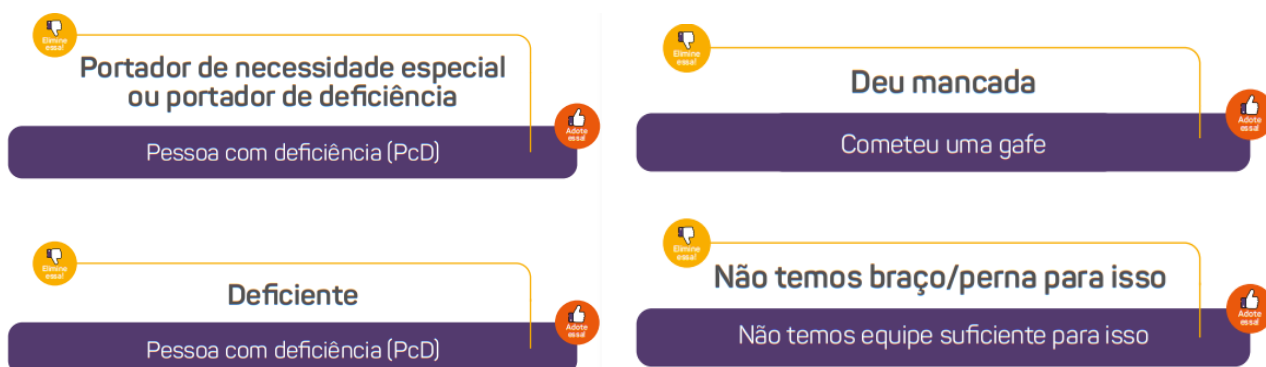 Elimine
essa!
Portador de necessidade especial
ou portador de deficiência
Adote
essa!
Pessoa com deficiência (PcD)
Elimine
essa!
Deficiente
Adote
essa!
Pessoa com deficiência (PcD)
Elimine
essa!
Deu mancada
Adote
essa!
Cometeu uma gafe
Elimine
essa!
Não temos braço/perna para isso
Adote
essa!
Não temos equipe suficiente para isso